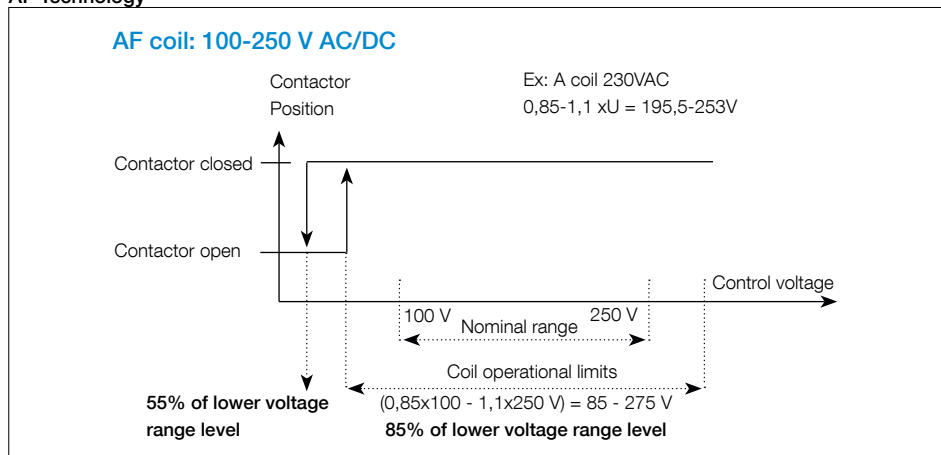 AF Technology
AF coil: 100-250 V AC/DC
Contactor
Position
Ex: A coil 230VAC
0,85-1,1 xU = 195,5-253V
Contactor closed
Contactor open
Control voltage
100 V
250 V
Nominal range
Coil operational limits
(0,85x100 - 1,1x250 V) = 85 - 275 V
55% of lower voltage
range level
85% of lower voltage range level